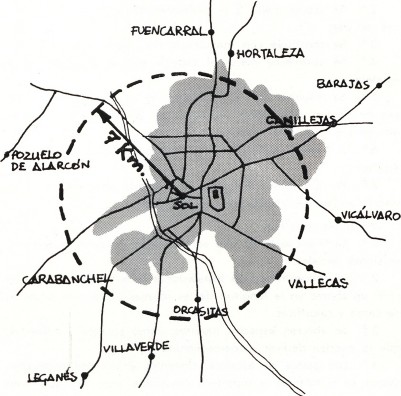 FUENCARRAL
HORTALEZA
BARAJAS
CANILLEJAS
POZUELO
DE ALARCÓN
7 Km.
SOL
VICÁLVARO
CARABANCHEL
VALLECAS
ORCASITAS
VILLAVERDE
LEGANÉS